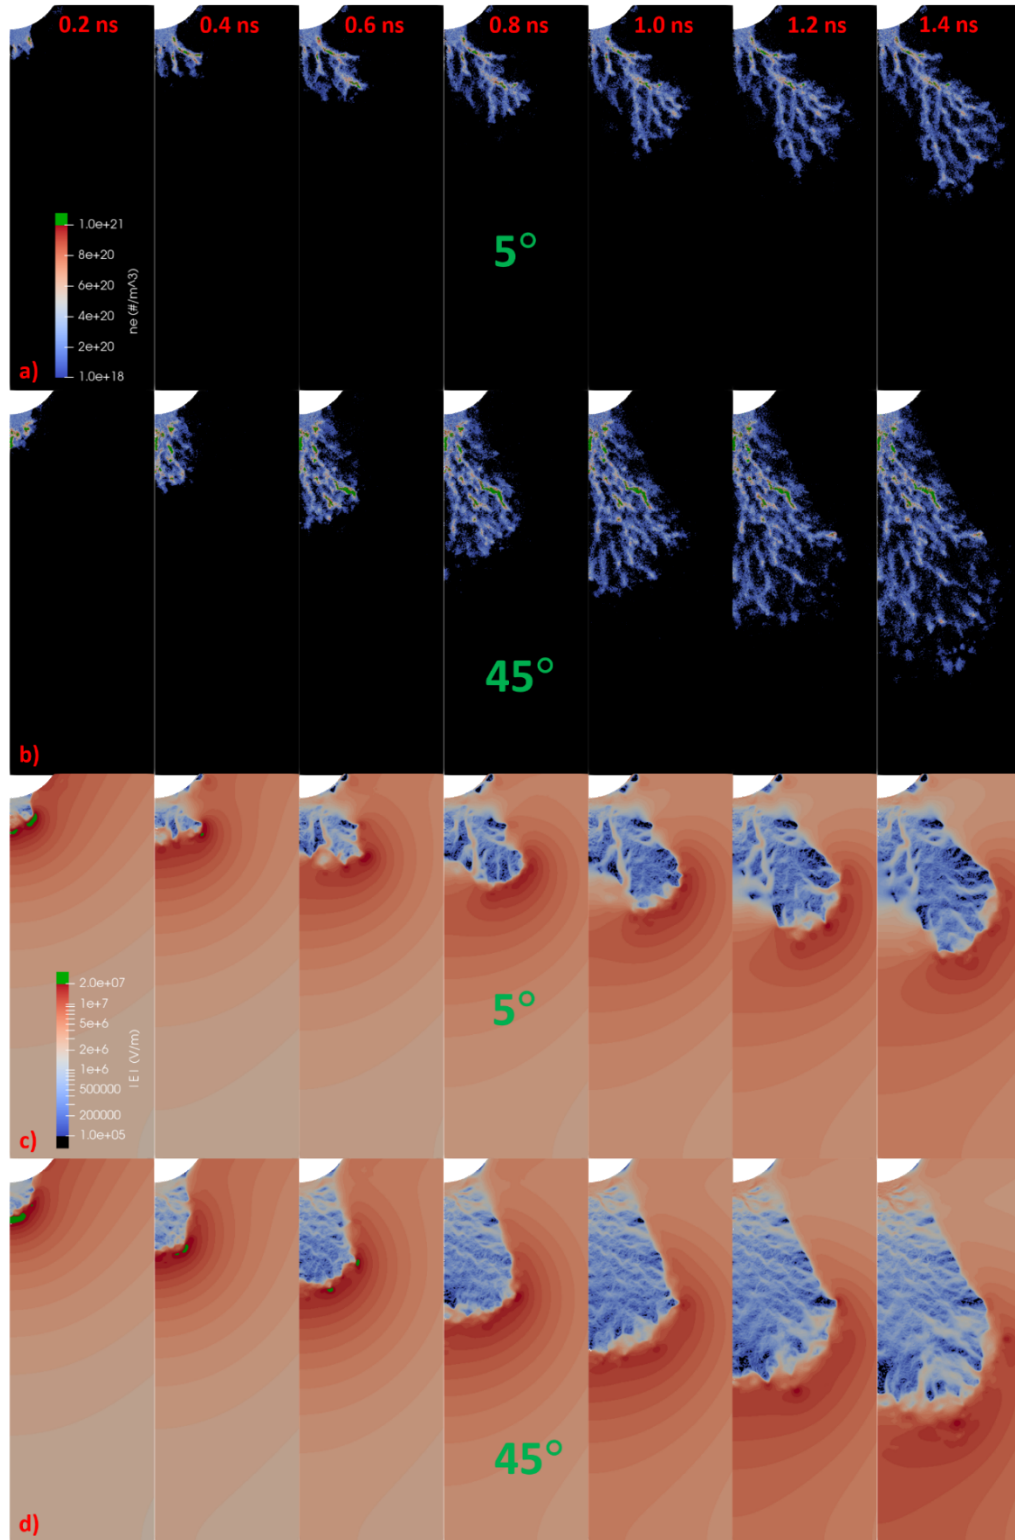 0.2 ns 0.4 ns 0.6 ns 0.8 ns 1.0 ns 1.2 ns 1.4 ns
1.0e+21
8e+20
6e+20
4e+20
2e+20
1.0e+18
ne (#/m^3)
5°
a)
45°
b)
2.0e+07
1e+7
5e+6
2e+6
1e+6
500000
200000
1.0e+05
|E| (V/m)
5°
c)
45°
d)